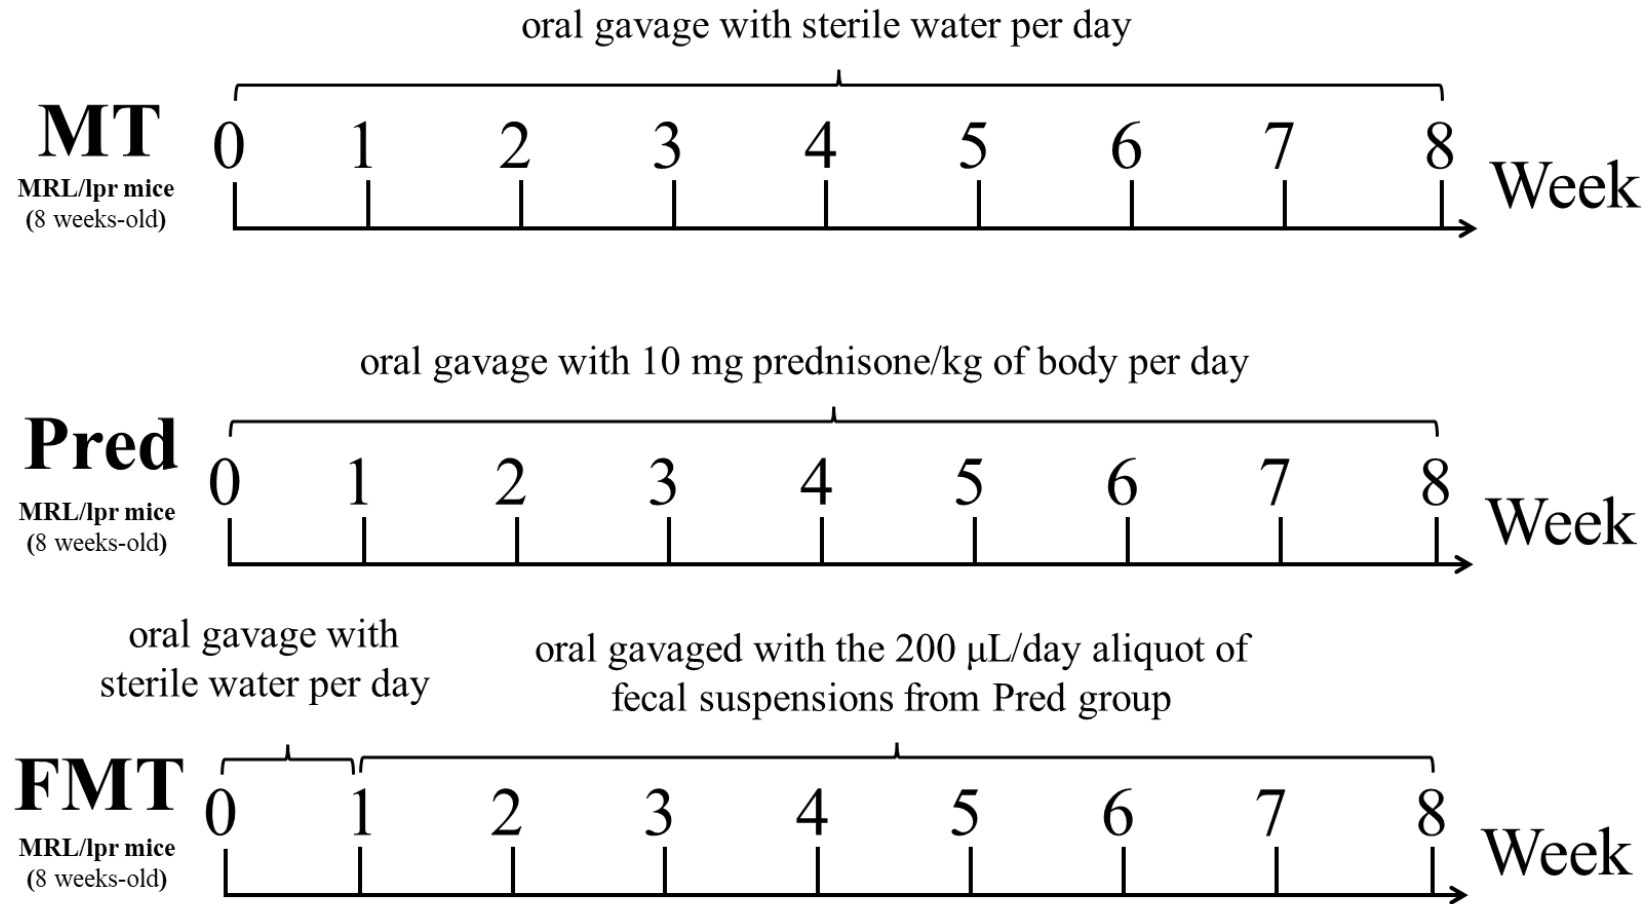 oral gavage with sterile water per day
MT
MRL/lpr mice
(8 weeks-old)
0 1 2 3 4 5 6 7 8
Week
oral gavage with 10 mg prednisone/kg of body per day
Pred
MRL/lpr mice
(8 weeks-old)
0 1 2 3 4 5 6 7 8
Week
oral gavage with
sterile water per day
oral gavaged with the 200 μL/day aliquot of
fecal suspensions from Pred group
FMT
MRL/lpr mice
(8 weeks-old)
0 1 2 3 4 5 6 7 8
Week